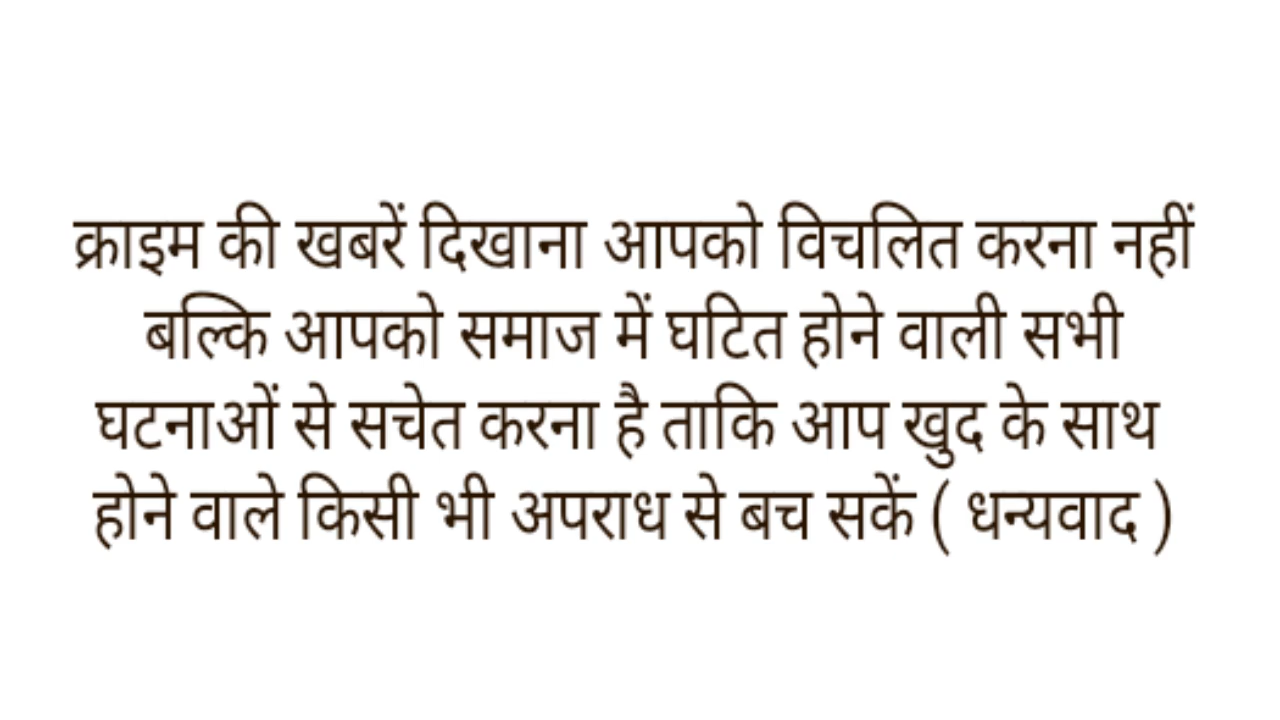 क्राइम की खबरें दिखाना आपको विचलित करना नहीं
बल्कि आपको समाज में घटित होने वाली सभी
घटनाओं से सचेत करना है ताकि आप खुद के साथ
होने वाले किसी भी अपराध से बच सकें ( धन्यवाद )